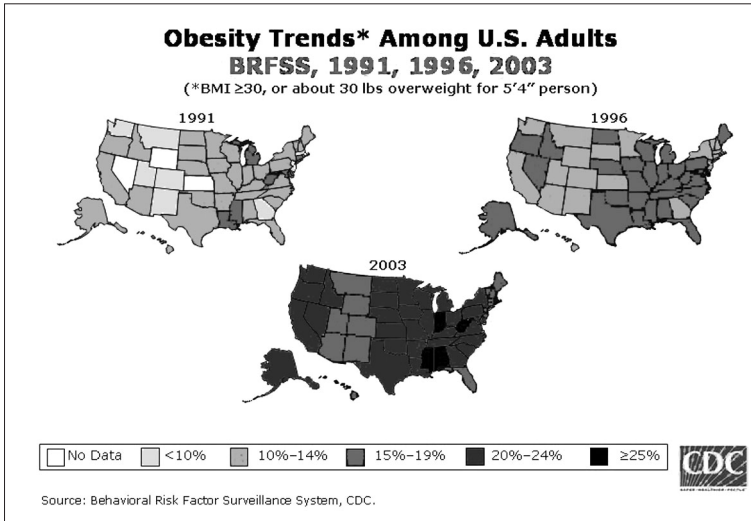 Obesity Trends* Among U.S. Adults
BRFSS, 1991, 1996, 2003
(*BMI ≥30, or about 30 lbs overweight for 5’4” person)
1991
1996
2003
No Data
<10%
10%–14%
15%–19%
20%–24%
≥25%
CDC
Source: Behavioral Risk Factor Surveillance System, CDC.